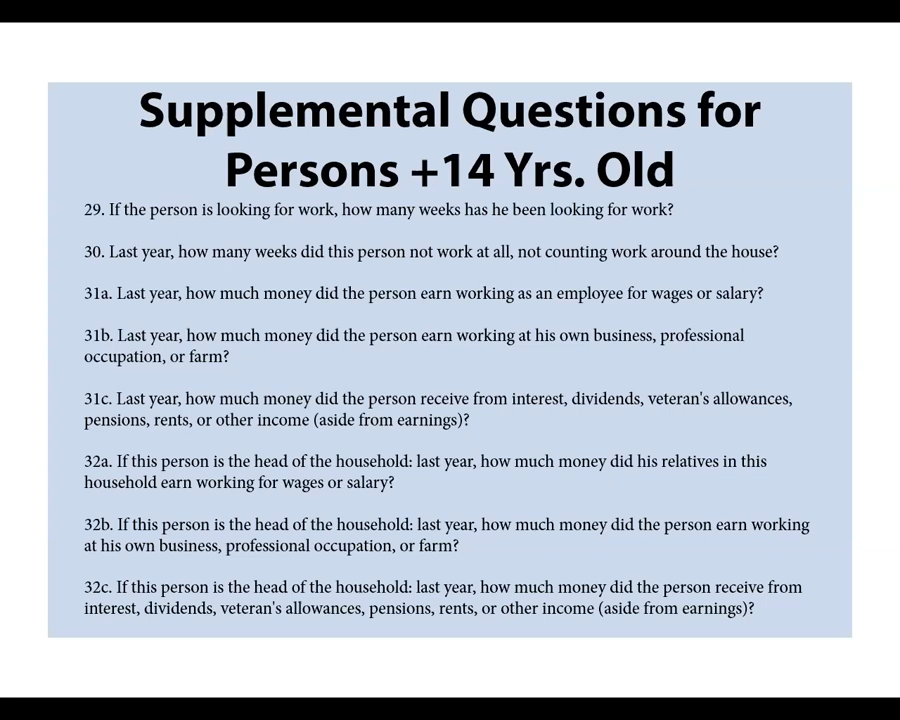 Supplemental Questions for
Persons +14 Yrs. Old
29. If the person is looking for work, how many weeks has he been looking for work?
30. Last year, how many weeks did this person not work at all, not counting work around the house?
31a. Last year, how much money did the person earn working as an employee for wages or salary?
31b. Last year, how much money did the person earn working at his own business, professional
occupation, or farm?
31c. Last year, how much money did the person receive from interest, dividends, veteran's allowances,
pensions, rents, or other income (aside from earnings)?
32a. If this person is the head of the household: last year, how much money did his relatives in this
household earn working for wages or salary?
32b. If this person is the head of the household: last year, how much money did the person earn working
at his own business, professional occupation, or farm?
32c. If this person is the head of the household: last year, how much money did the person receive from
interest, dividends, veteran's allowances, pensions, rents, or other income (aside from earnings)?